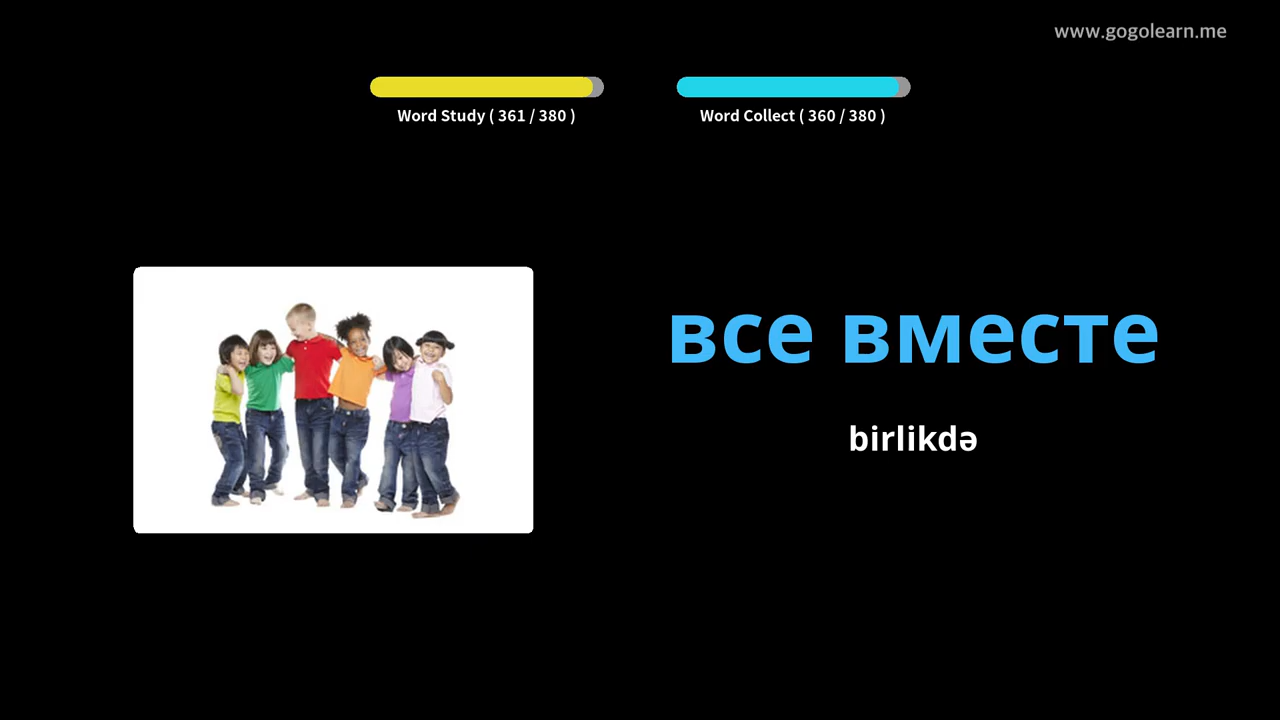 www.gogolearn.me
Word Study ( 361 / 380 )
Word Collect ( 360 / 380 )
все вместе
birlikdə